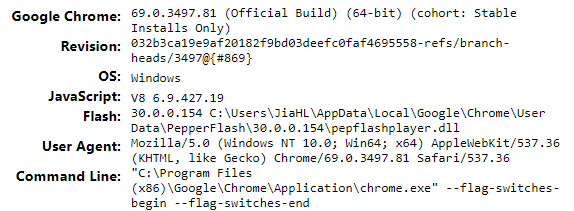 Google Chrome: 69.0.3497.81 (Official Build) (64-bit) (cohort: Stable
Installs Only)
Revision: 032b3ca19e9af20182f9bd03deefc0faf4695558-refs/branch-
heads/3497@{#869}
OS: Windows
JavaScript: V8 6.9.427.19
Flash: 30.0.0.154 C:\Users\JiaHL\AppData\Local\Google\Chrome\User
Data\PepperFlash\30.0.0.154\pepflashplayer.dll
User Agent: Mozilla/5.0 (Windows NT 10.0; Win64; x64) AppleWebKit/537.36
(KHTML, like Gecko) Chrome/69.0.3497.81 Safari/537.36
Command Line: "C:\Program Files
(x86)\Google\Chrome\Application\chrome.exe" --flag-switches-
begin --flag-switches-end